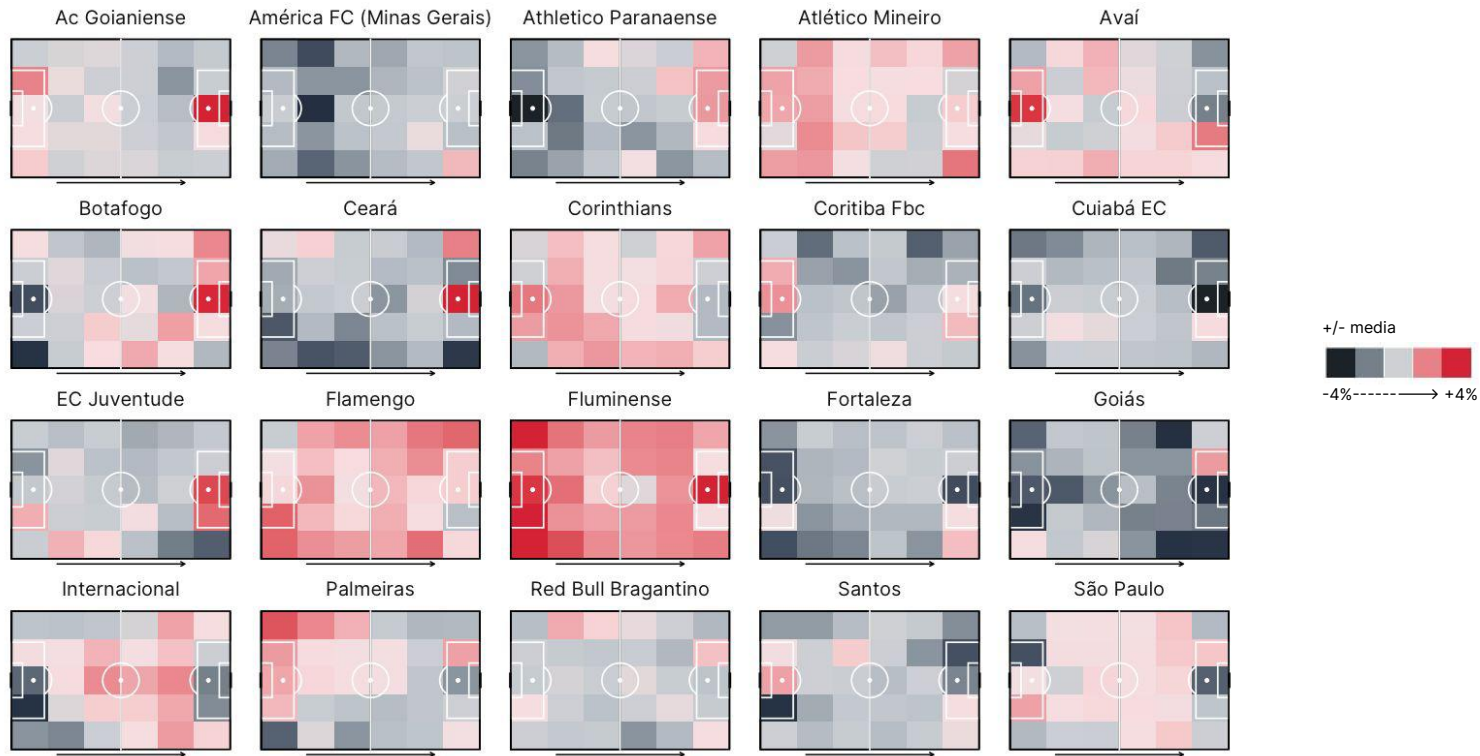 Ac Goianiense
América FC (Minas Gerais)
Athletico Paranaense
Atlético Mineiro
Avaí
Botafogo
Ceará
Corinthians
Coritiba Fbc
Cuiabá EC
+/- media
-4%------→ +4%
EC Juventude
Flamengo
Fluminense
Fortaleza
Goiás
Internacional
Palmeiras
Red Bull Bragantino
Santos
São Paulo